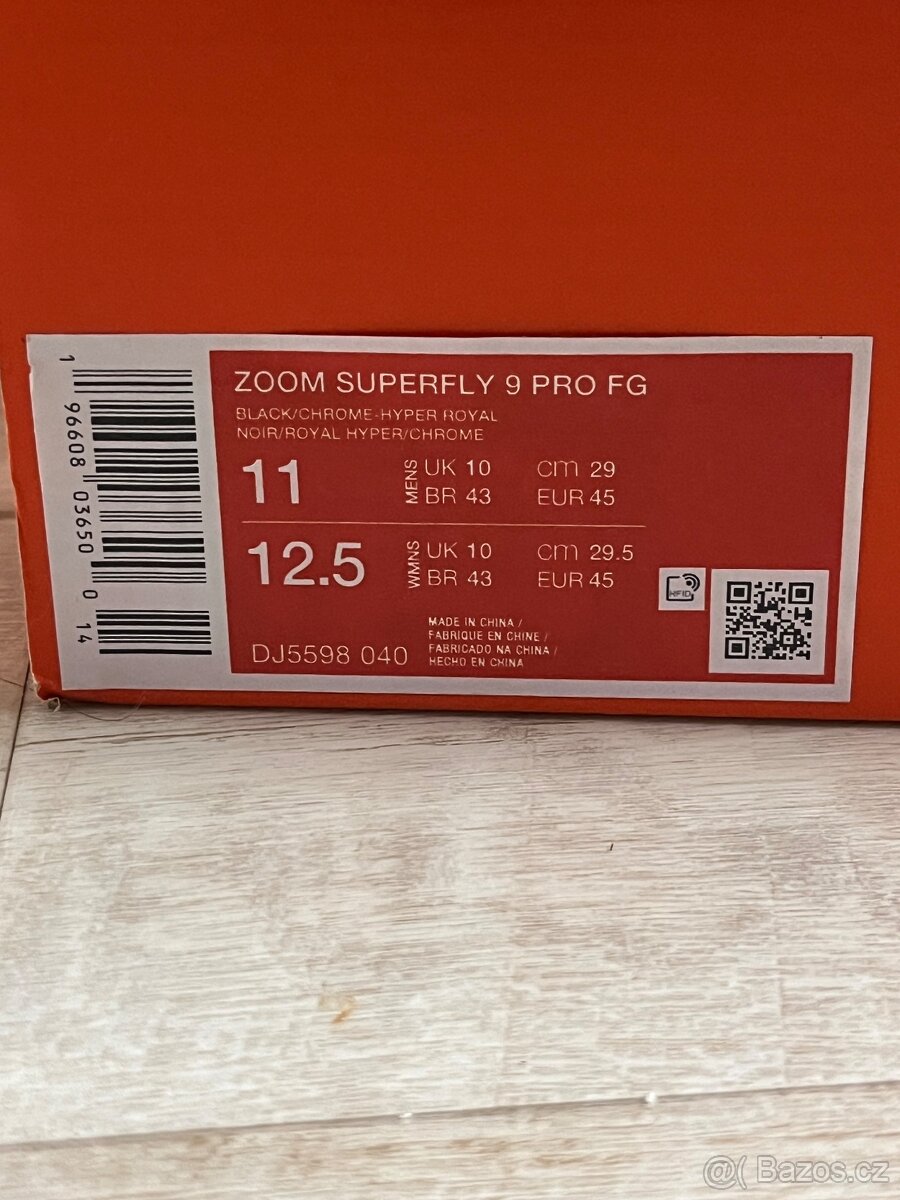 1 96608 03650 0 14
ZOOM SUPERFLY 9 PRO FG
BLACK/CHROME-HYPER ROYAL
NOIR/ROYAL HYPER/CHROME
11 MENS UK 10 cm 29
BR 43 EUR 45
12.5 WMNS UK 10 cm 29.5
BR 43 EUR 45
RFID
DJ5598 040
MADE IN CHINA /
FABRIQUE EN CHINE /
FABRICADO NA CHINA /
HECHO EN CHINA
@( Bazos.cz